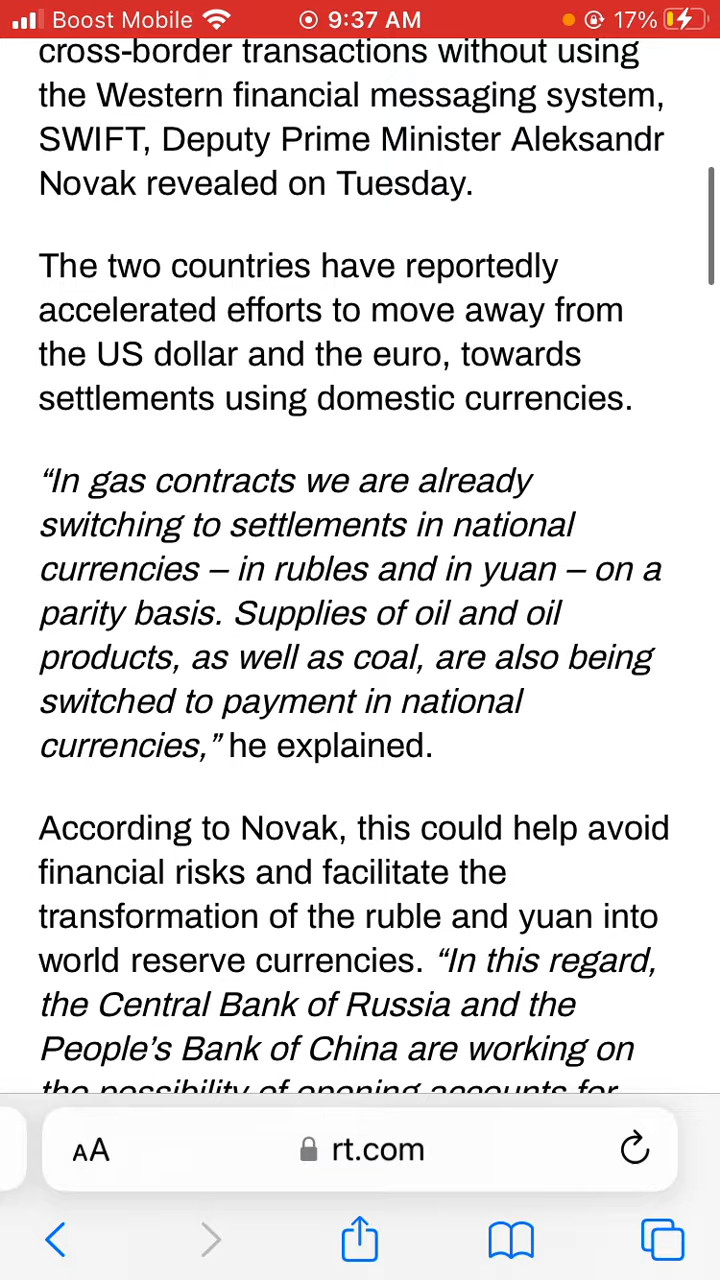 Boost Mobile 9:37 AM 17%
cross-border transactions without using
the Western financial messaging system,
SWIFT, Deputy Prime Minister Aleksandr
Novak revealed on Tuesday.
The two countries have reportedly
accelerated efforts to move away from
the US dollar and the euro, towards
settlements using domestic currencies.
“In gas contracts we are already
switching to settlements in national
currencies – in rubles and in yuan – on a
parity basis. Supplies of oil and oil
products, as well as coal, are also being
switched to payment in national
currencies,” he explained.
According to Novak, this could help avoid
financial risks and facilitate the
transformation of the ruble and yuan into
world reserve currencies. “In this regard,
the Central Bank of Russia and the
People’s Bank of China are working on
the possibility of opening accounts for
AA rt.com